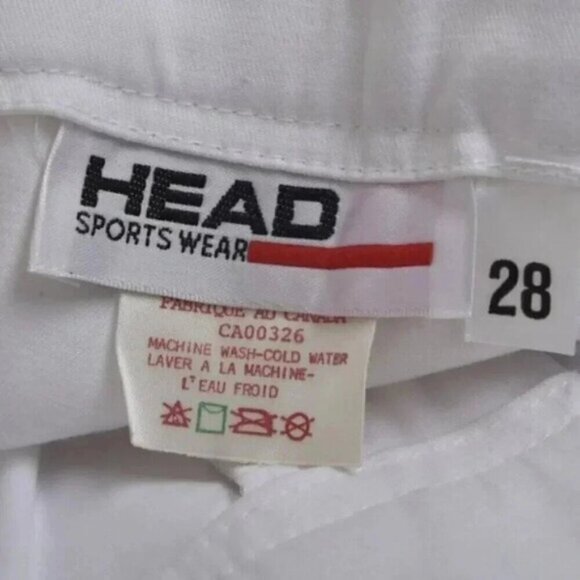 HEAD
SPORTS WEAR
28
FABRIQUE AU CANADA
CA00326
MACHINE WASH-COLD WATER
LAVER A LA MACHINE-
L'EAU FROID